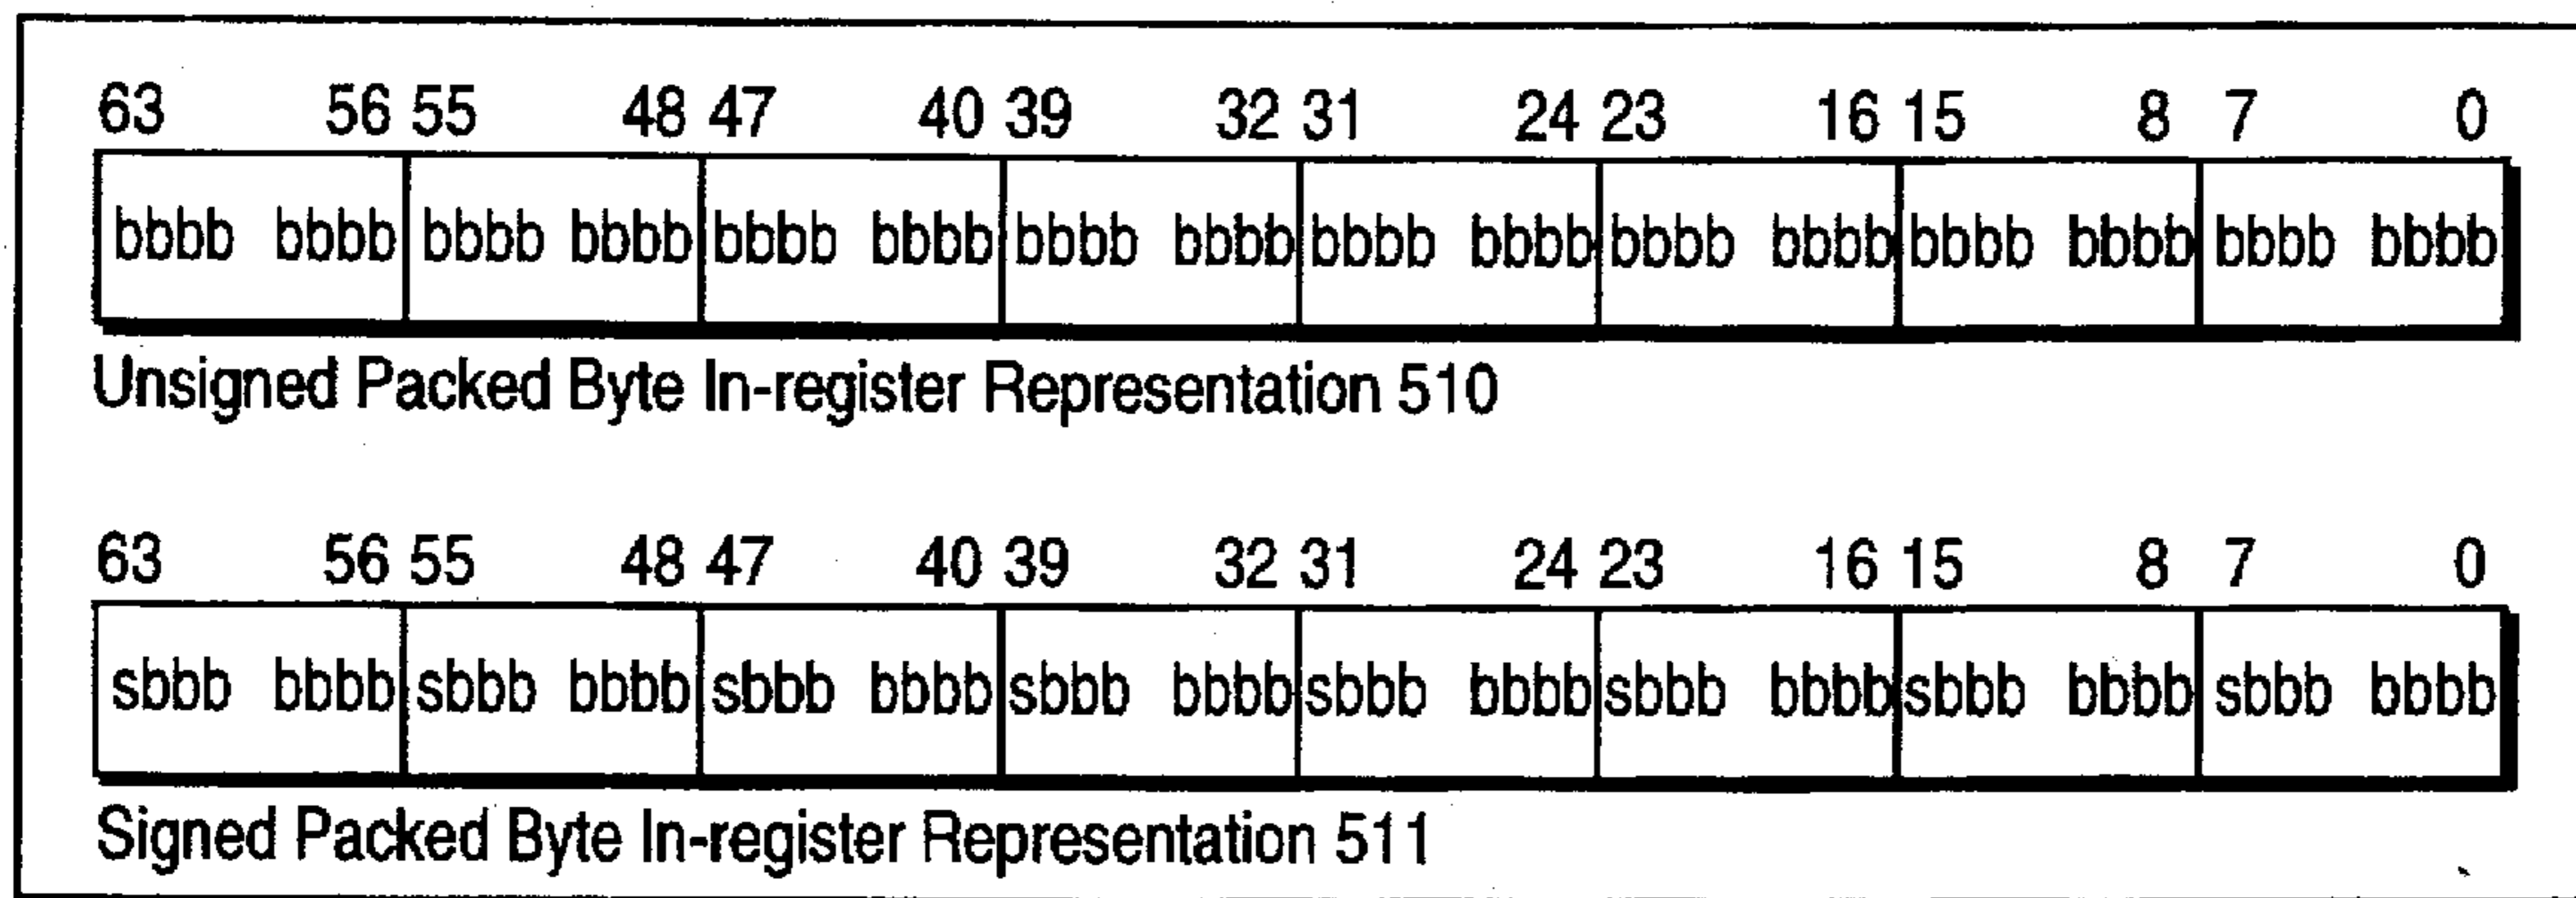 63 56 55 48 47 40 39 32 31 24 23 16 15 8 7 0
bbbb bbbb bbbb bbbb bbbb bbbb bbbb bbbb bbbb bbbb bbbb bbbb bbbb bbbb bbbb bbbb
Unsigned Packed Byte In-register Representation 510
63 56 55 48 47 40 39 32 31 24 23 16 15 8 7 0
sbbb bbbb sbbb bbbb sbbb bbbb sbbb bbbb sbbb bbbb sbbb bbbb sbbb bbbb sbbb bbbb
Signed Packed Byte In-register Representation 511